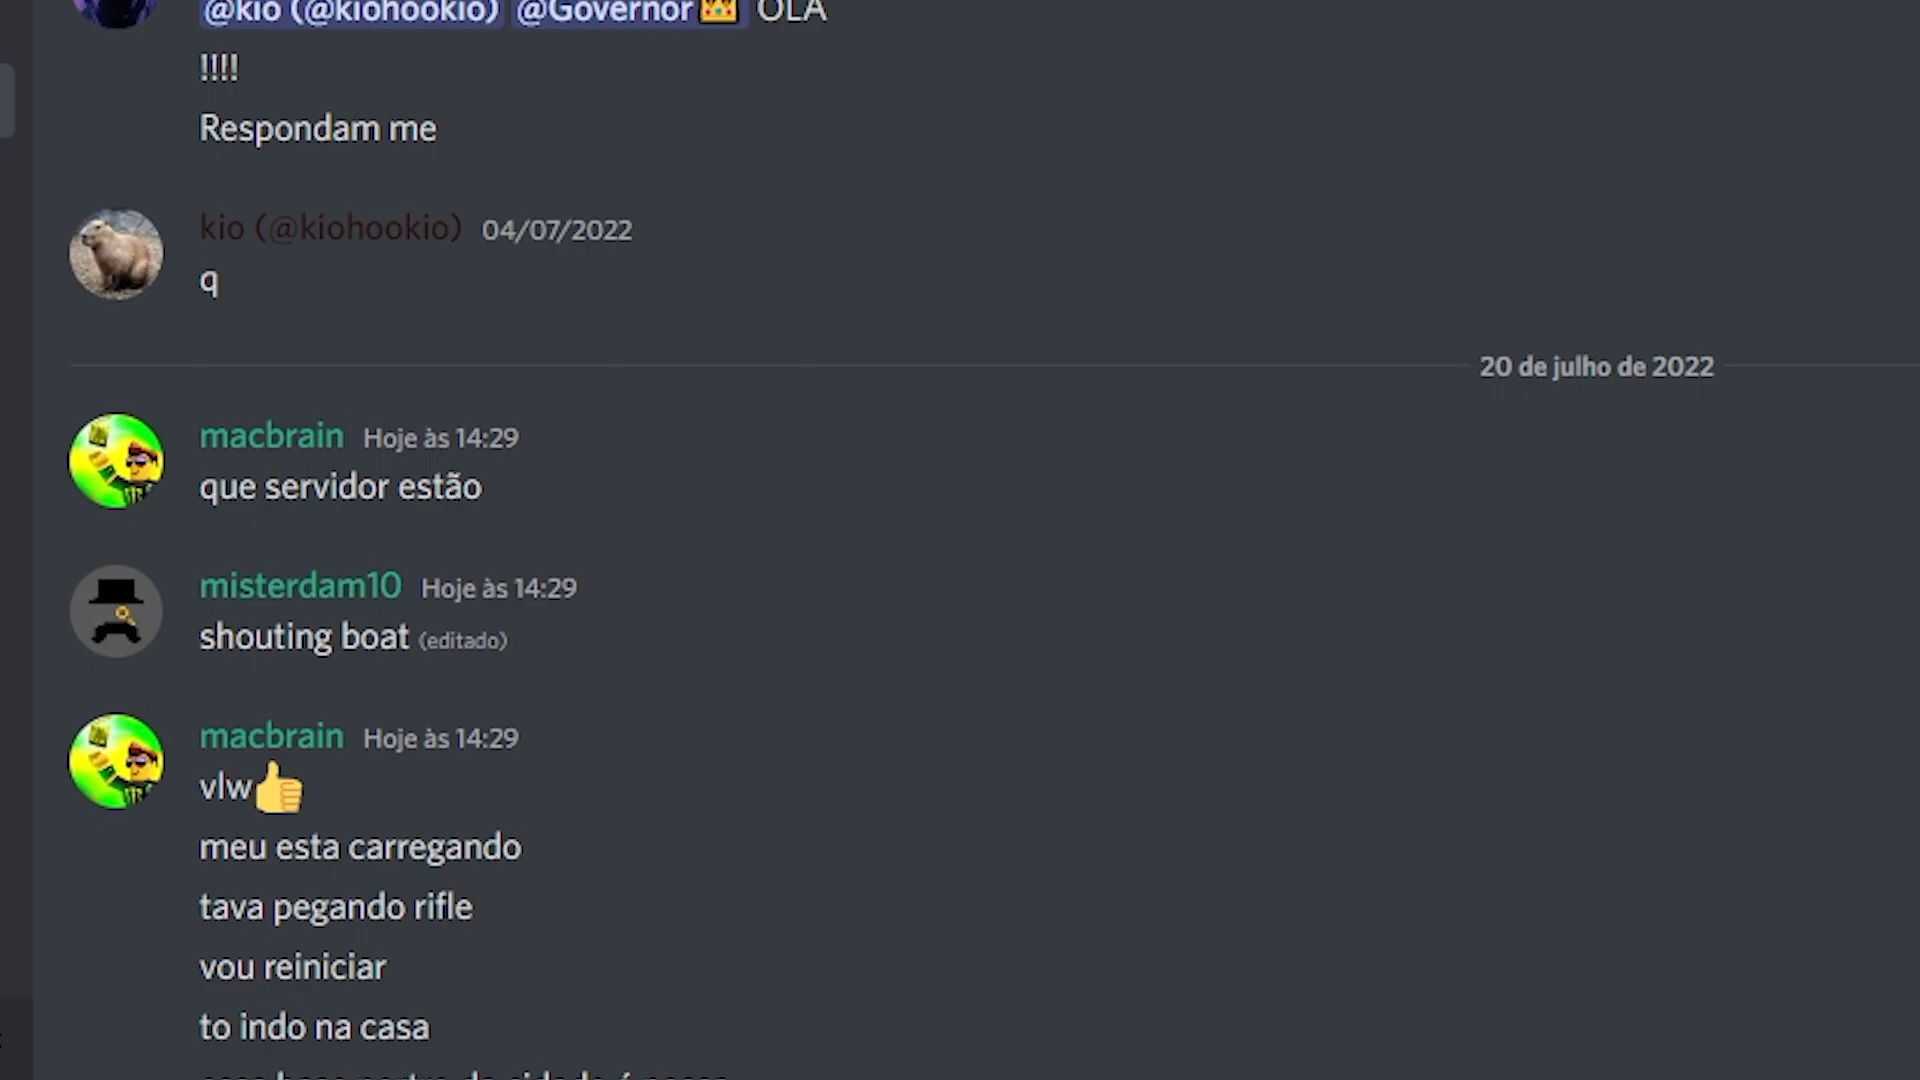 @kio (@kiohookio) @Governor👑 OLA
!!!!
Respondam me
kio (@kiohookio) 04/07/2022
q
20 de julho de 2022
macbrain Hoje às 14:29
que servidor estão
misterdam10 Hoje às 14:29
shouting boat (editado)
macbrain Hoje às 14:29
vlw👍
meu esta carregando
tava pegando rifle
vou reiniciar
to indo na casa